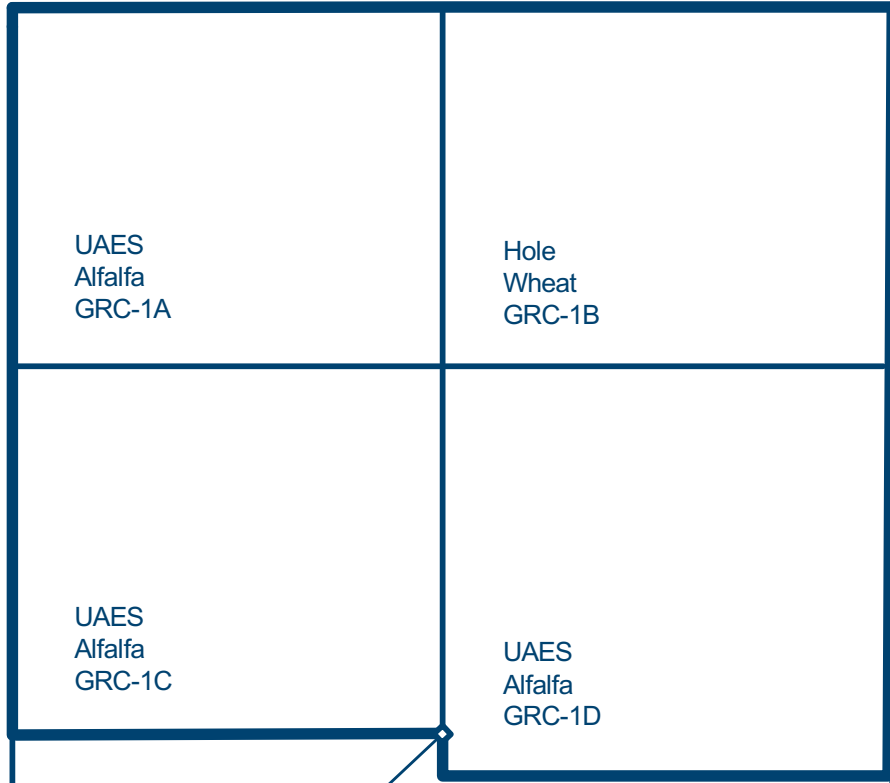 UAES
Alfalfa
GRC-1A
Hole
Wheat
GRC-1B
UAES
Alfalfa
GRC-1C
UAES
Alfalfa
GRC-1D